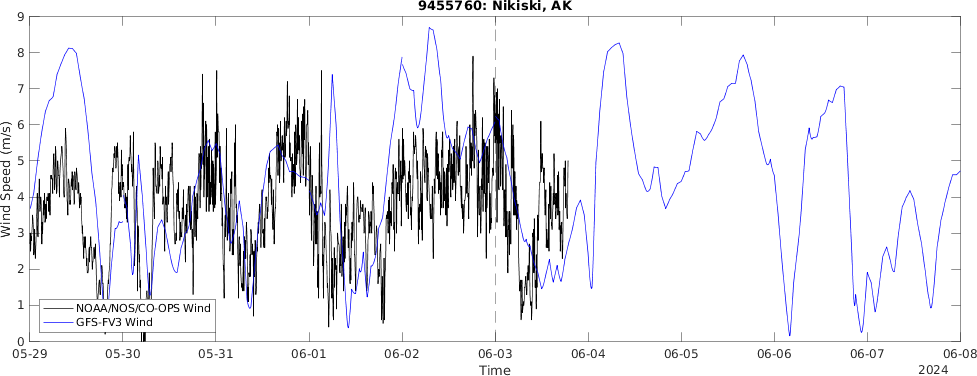 9455760: Nikiski, AK
Wind Speed (m/s)
9
8
7
6
5
4
3
2
1
0
NOAA/NOS/CO-OPS Wind
GFS-FV3 Wind
05-29 05-30 05-31 06-01 06-02 06-03 06-04 06-05 06-06 06-07 06-08
Time
2024